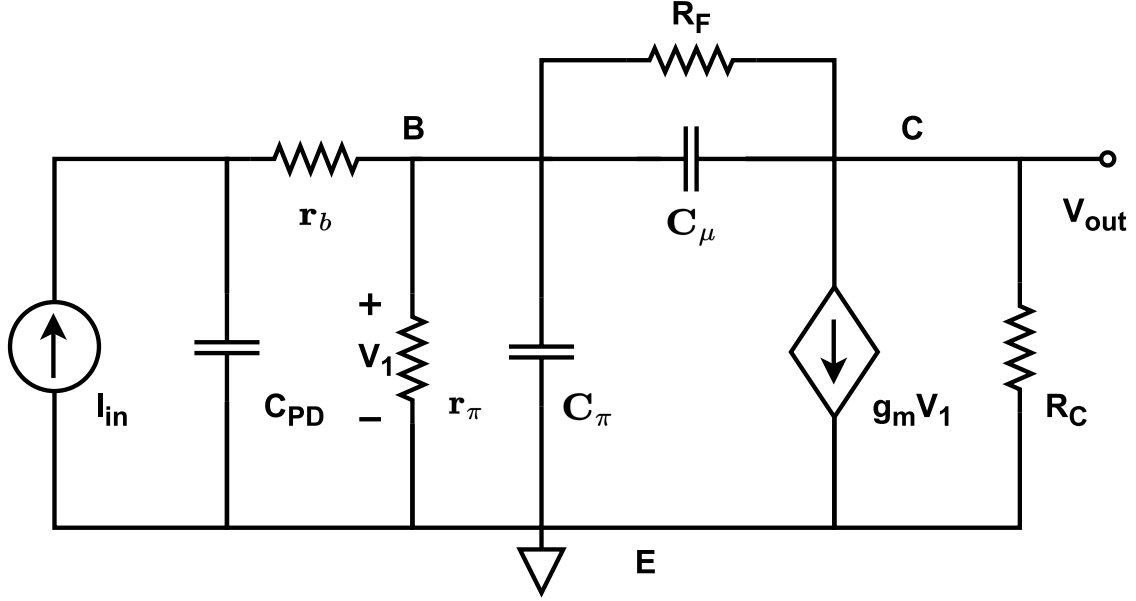 R_F
B
C
r_b
C_μ
V_out
+
V_1
−
I_in
C_PD
r_π
C_π
g_mV_1
R_C
E